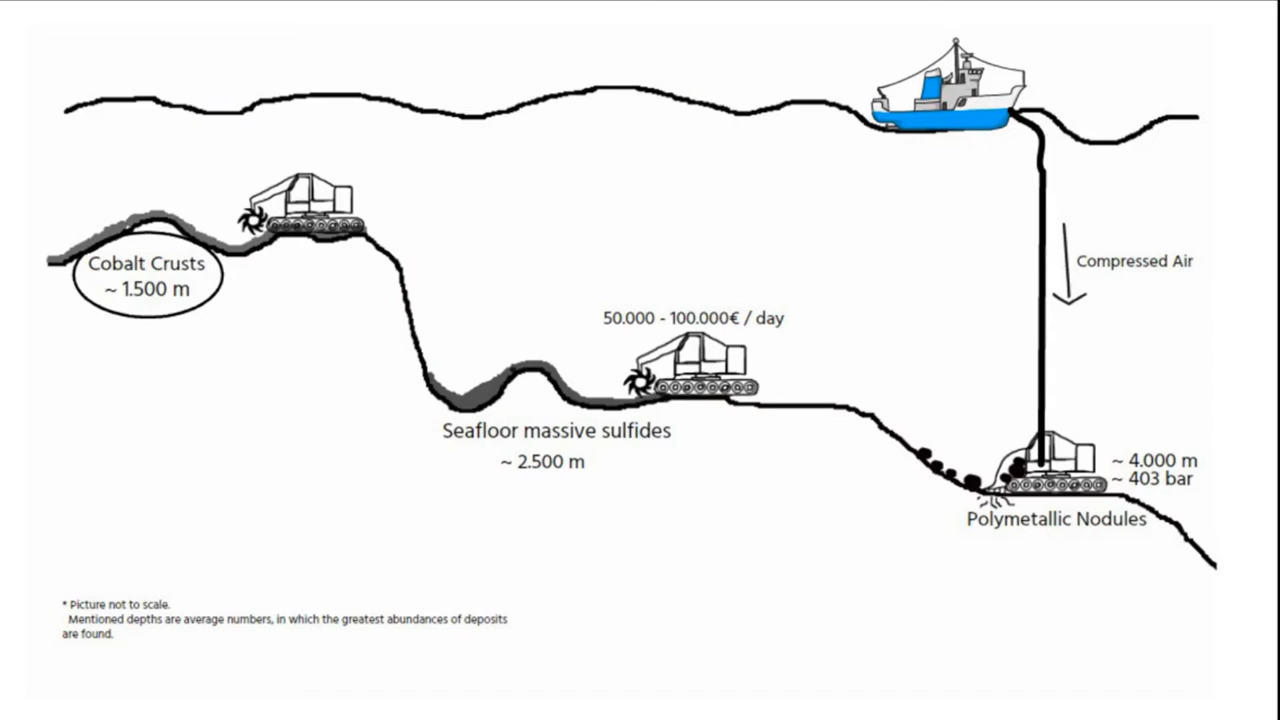 Compressed Air
Cobalt Crusts
~ 1.500 m
50.000 - 100.000€ / day
Seafloor massive sulfides
~ 2.500 m
~ 4.000 m
~ 403 bar
Polymetallic Nodules
* Picture not to scale.
Mentioned depths are average numbers, in which the greatest abundances of deposits
are found.